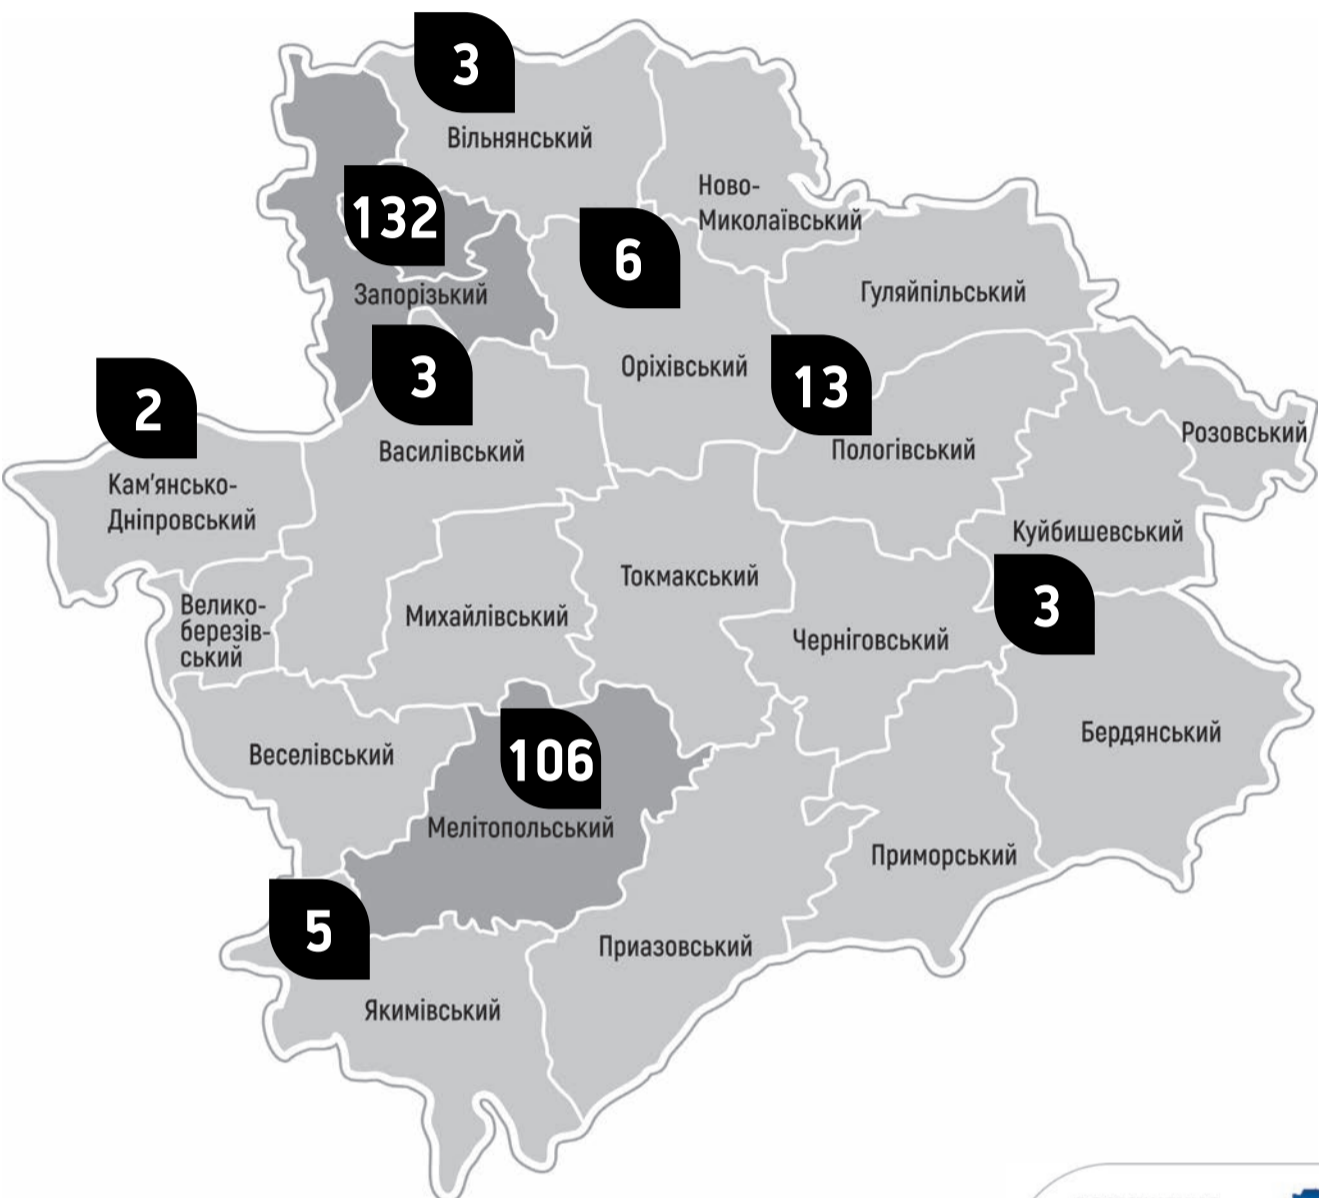 3
Вільнянський
132
Запорізький
Ново-
Миколаївський
6
Оріхівський
Гуляйпільський
3
Василівський
2
Кам'янсько-
Дніпровський
13
Пологівський
Розовський
Куйбишевський
Велико-
березів-
ський
Михайлівський
Токмакський
Черніговський
3
Бердянський
Веселівський
106
Мелітопольський
Приморський
5
Якимівський
Приазовський